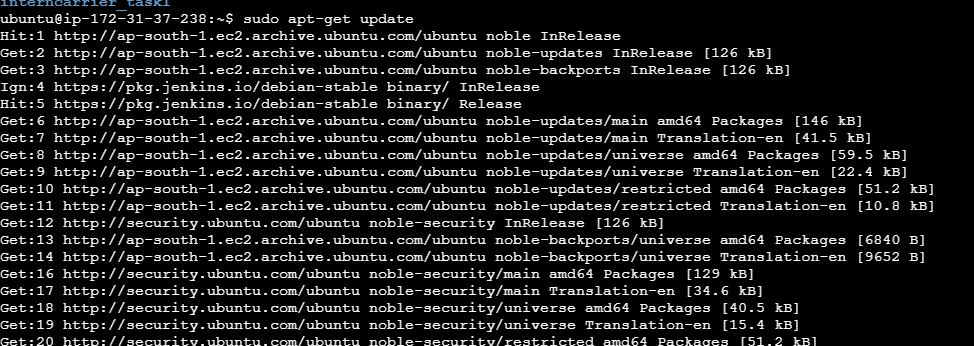 interncarrier_task1
ubuntu@ip-172-31-37-238:~$ sudo apt-get update
Hit:1 http://ap-south-1.ec2.archive.ubuntu.com/ubuntu noble InRelease
Get:2 http://ap-south-1.ec2.archive.ubuntu.com/ubuntu noble-updates InRelease [126 kB]
Get:3 http://ap-south-1.ec2.archive.ubuntu.com/ubuntu noble-backports InRelease [126 kB]
Ign:4 https://pkg.jenkins.io/debian-stable binary/ InRelease
Hit:5 https://pkg.jenkins.io/debian-stable binary/ Release
Get:6 http://ap-south-1.ec2.archive.ubuntu.com/ubuntu noble-updates/main amd64 Packages [146 kB]
Get:7 http://ap-south-1.ec2.archive.ubuntu.com/ubuntu noble-updates/main Translation-en [41.5 kB]
Get:8 http://ap-south-1.ec2.archive.ubuntu.com/ubuntu noble-updates/universe amd64 Packages [59.5 kB]
Get:9 http://ap-south-1.ec2.archive.ubuntu.com/ubuntu noble-updates/universe Translation-en [22.4 kB]
Get:10 http://ap-south-1.ec2.archive.ubuntu.com/ubuntu noble-updates/restricted amd64 Packages [51.2 kB]
Get:11 http://ap-south-1.ec2.archive.ubuntu.com/ubuntu noble-updates/restricted Translation-en [10.8 kB]
Get:12 http://security.ubuntu.com/ubuntu noble-security InRelease [126 kB]
Get:13 http://ap-south-1.ec2.archive.ubuntu.com/ubuntu noble-backports/universe amd64 Packages [6840 B]
Get:14 http://ap-south-1.ec2.archive.ubuntu.com/ubuntu noble-backports/universe Translation-en [9652 B]
Get:16 http://security.ubuntu.com/ubuntu noble-security/main amd64 Packages [129 kB]
Get:17 http://security.ubuntu.com/ubuntu noble-security/main Translation-en [34.6 kB]
Get:18 http://security.ubuntu.com/ubuntu noble-security/universe amd64 Packages [40.5 kB]
Get:19 http://security.ubuntu.com/ubuntu noble-security/universe Translation-en [15.4 kB]
Get:20 http://security.ubuntu.com/ubuntu noble-security/restricted amd64 Packages [51.2 kB]